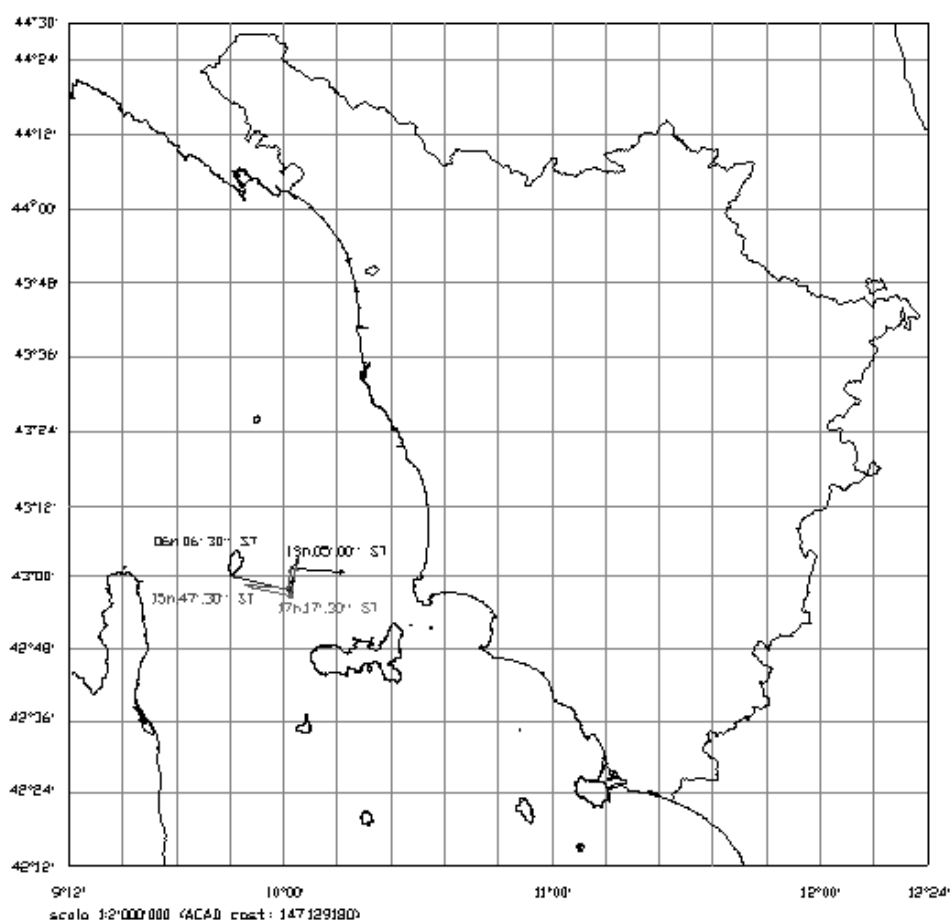 44°30'
44°24'
44°12'
44°00'
43°48'
43°36'
43°24'
43°12'
06h 06' 30'' ST
13h 05' 00'' ST
43°00'
15h 47' 30'' ST
17h 17' 30'' ST
42°48'
42°36'
42°24'
42°12'
9°12' 10°00' 11°00' 12°00' 12°24'
scala 1:2'000'000 (ACAD cost: 147129180)